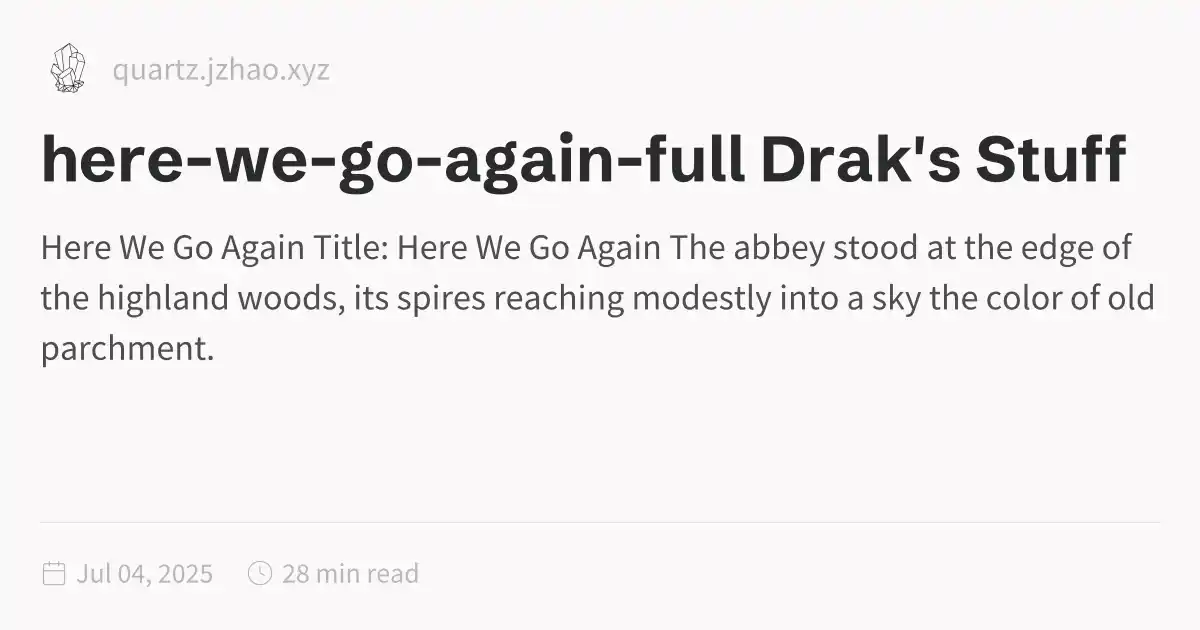 quartz.jzhao.xyz
here-we-go-again-full Drak's Stuff
Here We Go Again Title: Here We Go Again The abbey stood at the edge of
the highland woods, its spires reaching modestly into a sky the color of old
parchment.
Jul 04, 2025 28 min read